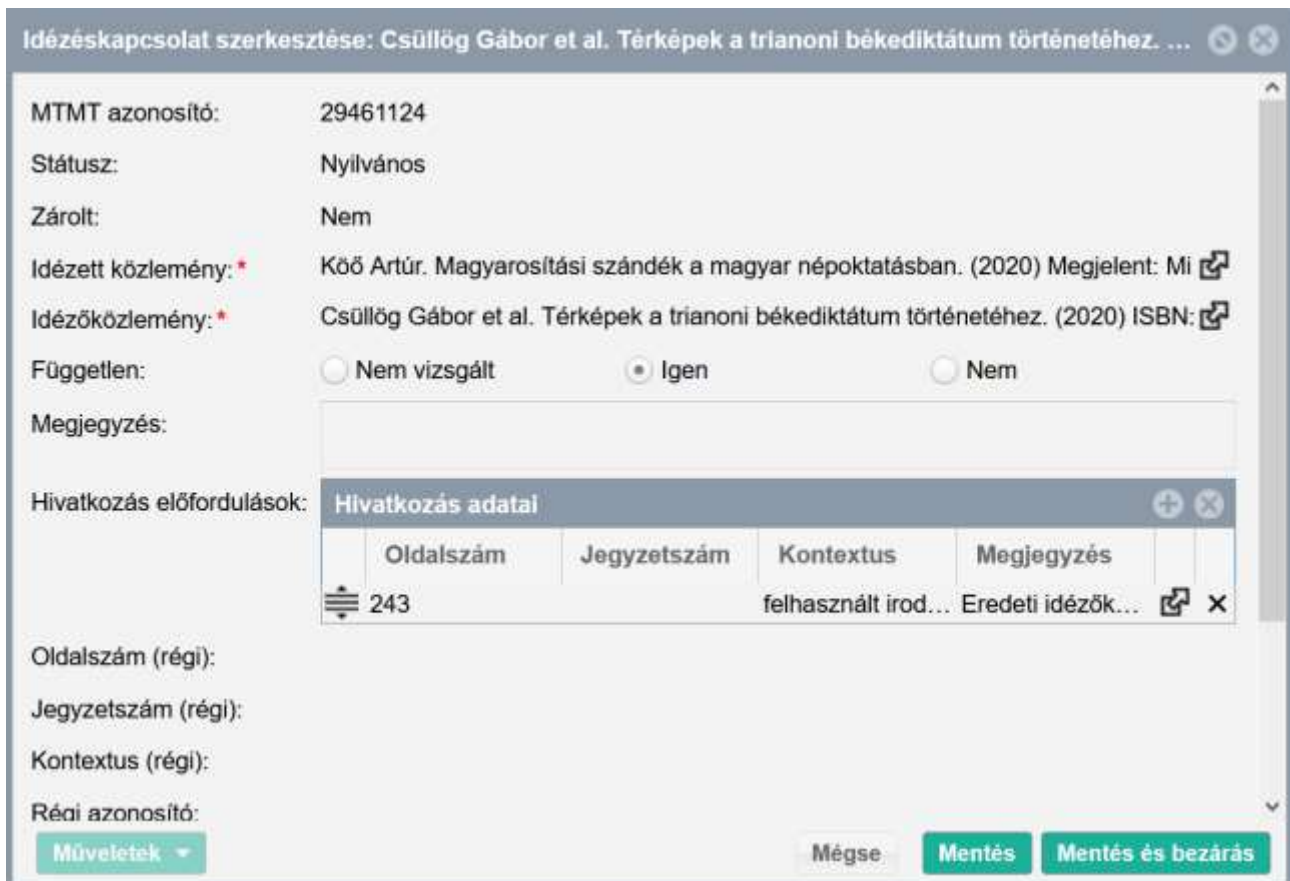 Idézéskapcsolat szerkesztése: Csüllög Gábor et al. Térképek a trianoni békediktátum történetéhez. ...
MTMT azonosító: 29461124
Státusz: Nyilvános
Zárolt: Nem
Idézett közlemény:* Köő Artúr. Magyarosítási szándék a magyar népoktatásban. (2020) Megjelent: Mi
Idézőközlemény:* Csüllög Gábor et al. Térképek a trianoni békediktátum történetéhez. (2020) ISBN:
Független: Nem vizsgált Igen Nem
Megjegyzés:
Hivatkozás előfordulások: Hivatkozás adatai
Oldalszám Jegyzetszám Kontextus Megjegyzés
243 felhasznált irod... Eredeti idézők...
Oldalszám (régi):
Jegyzetszám (régi):
Kontextus (régi):
Régi azonosító:
Műveletek Mégse Mentés Mentés és bezárás